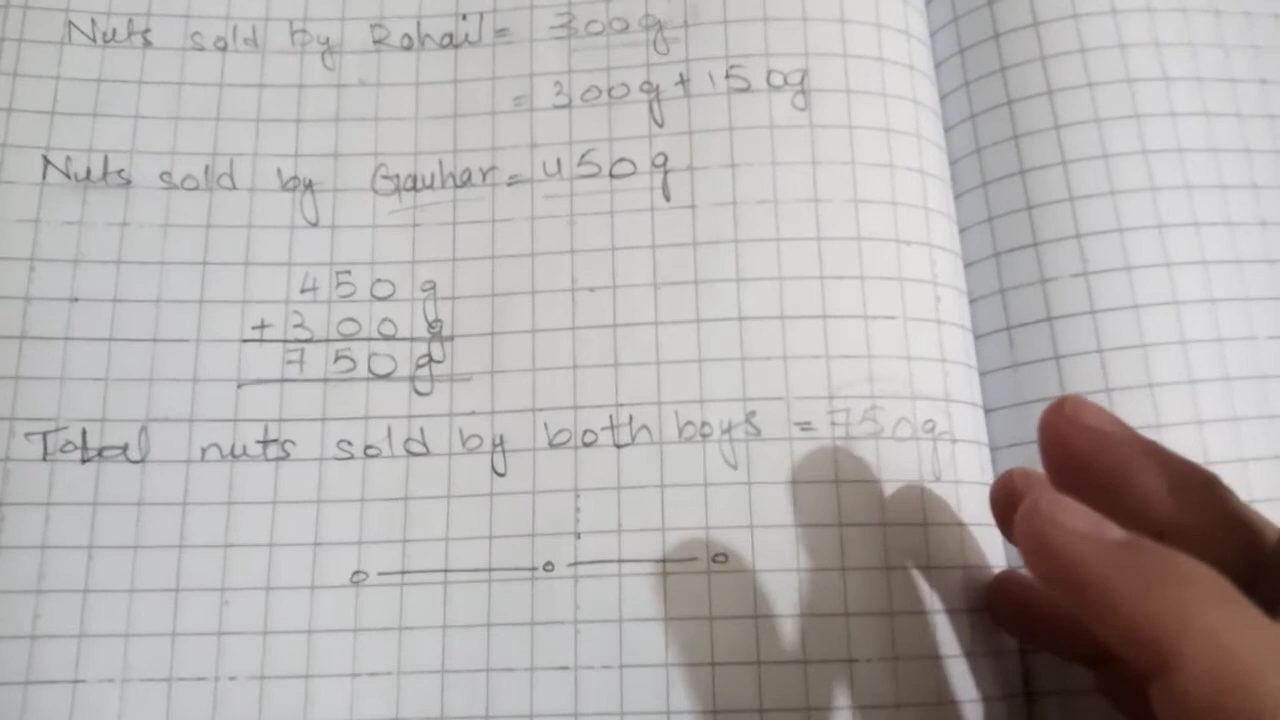 Nuts sold by Rohail = 300g
= 300g + 150g
Nuts sold by Gauhar = 450g
450g
+300g
750g
Total nuts sold by both boys = 750g